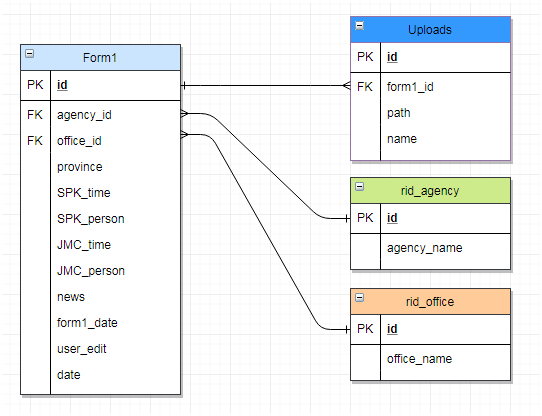 Form1
PK id
FK agency_id
FK office_id
province
SPK_time
SPK_person
JMC_time
JMC_person
news
form1_date
user_edit
date
Uploads
PK id
FK form1_id
path
name
rid_agency
PK id
agency_name
rid_office
PK id
office_name